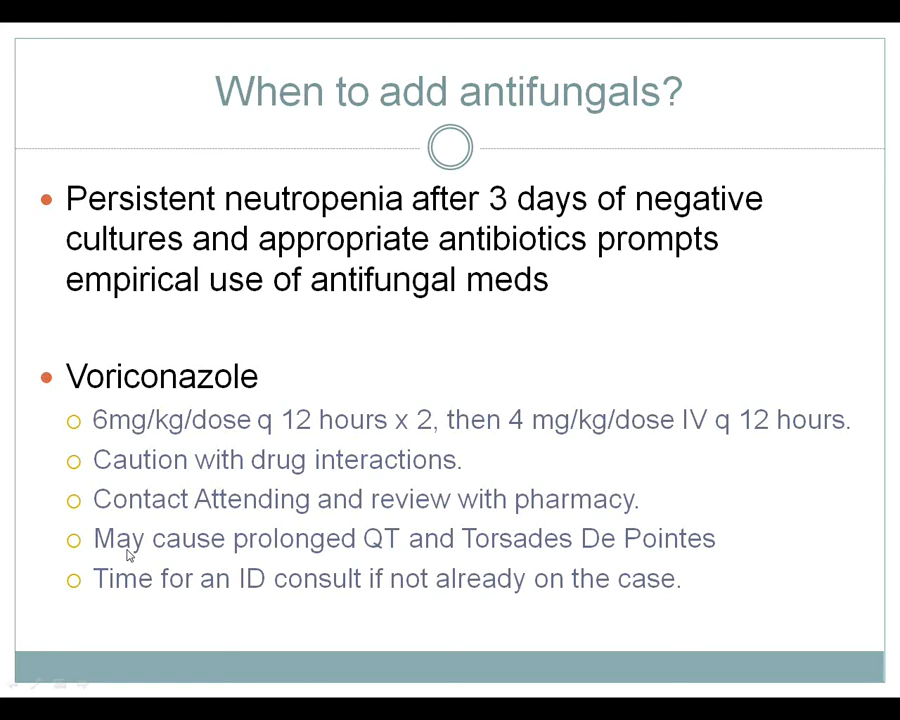 When to add antifungals?
Persistent neutropenia after 3 days of negative
cultures and appropriate antibiotics prompts
empirical use of antifungal meds
Voriconazole
6mg/kg/dose q 12 hours x 2, then 4 mg/kg/dose IV q 12 hours.
Caution with drug interactions.
Contact Attending and review with pharmacy.
May cause prolonged QT and Torsades De Pointes
Time for an ID consult if not already on the case.